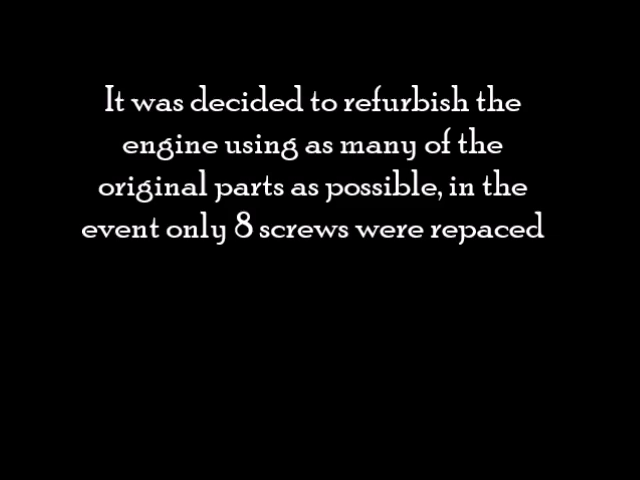 It was decided to refurbish the
engine using as many of the
original parts as possible, in the
event only 8 screws were repaced